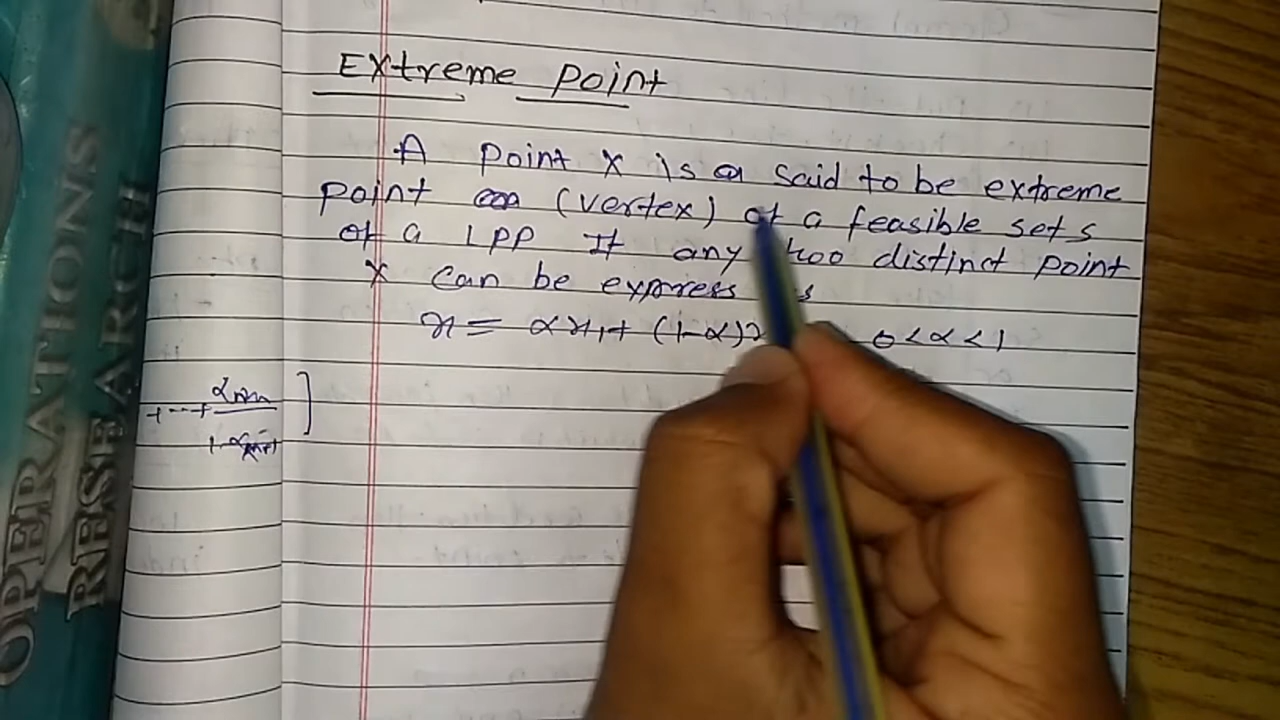 OPERATIONS
RESEARCH
Extreme Point
A Point X is a said to be extreme
point (vertex) of a feasible sets
of a LPP If any two distinct point
X can be express
x = αx₁ + (1-α) 0<α<1
+---+